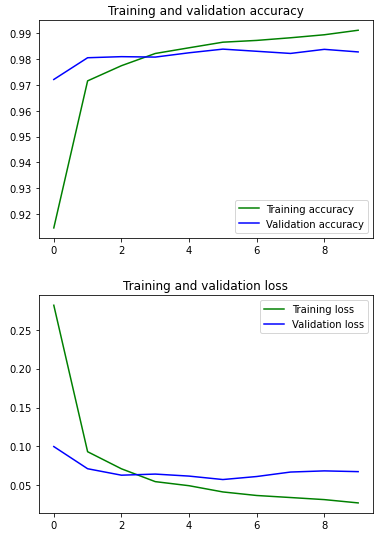 Training and validation accuracy
0.99
0.98
0.97
0.96
0.95
0.94
0.93
0.92
Training accuracy
Validation accuracy
0 2 4 6 8
Training and validation loss
Training loss
Validation loss
0.25
0.20
0.15
0.10
0.05
0 2 4 6 8